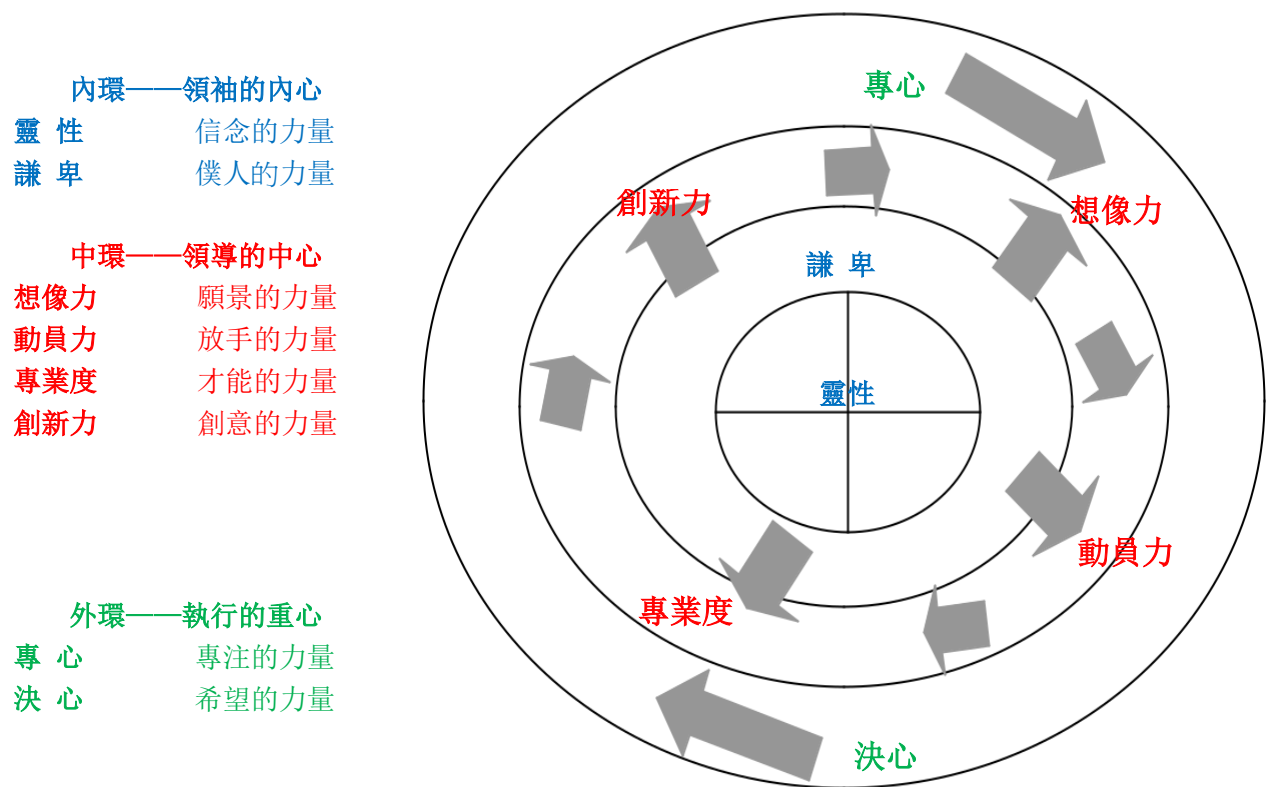 內環——領袖的內心
靈 性 信念的力量
謙 卑 僕人的力量
中環——領導的中心
想像力 願景的力量
動員力 放手的力量
專業度 才能的力量
創新力 創意的力量
外環——執行的重心
專 心 專注的力量
決 心 希望的力量
專心
創新力
想像力
謙 卑
靈性
動員力
專業度
決心